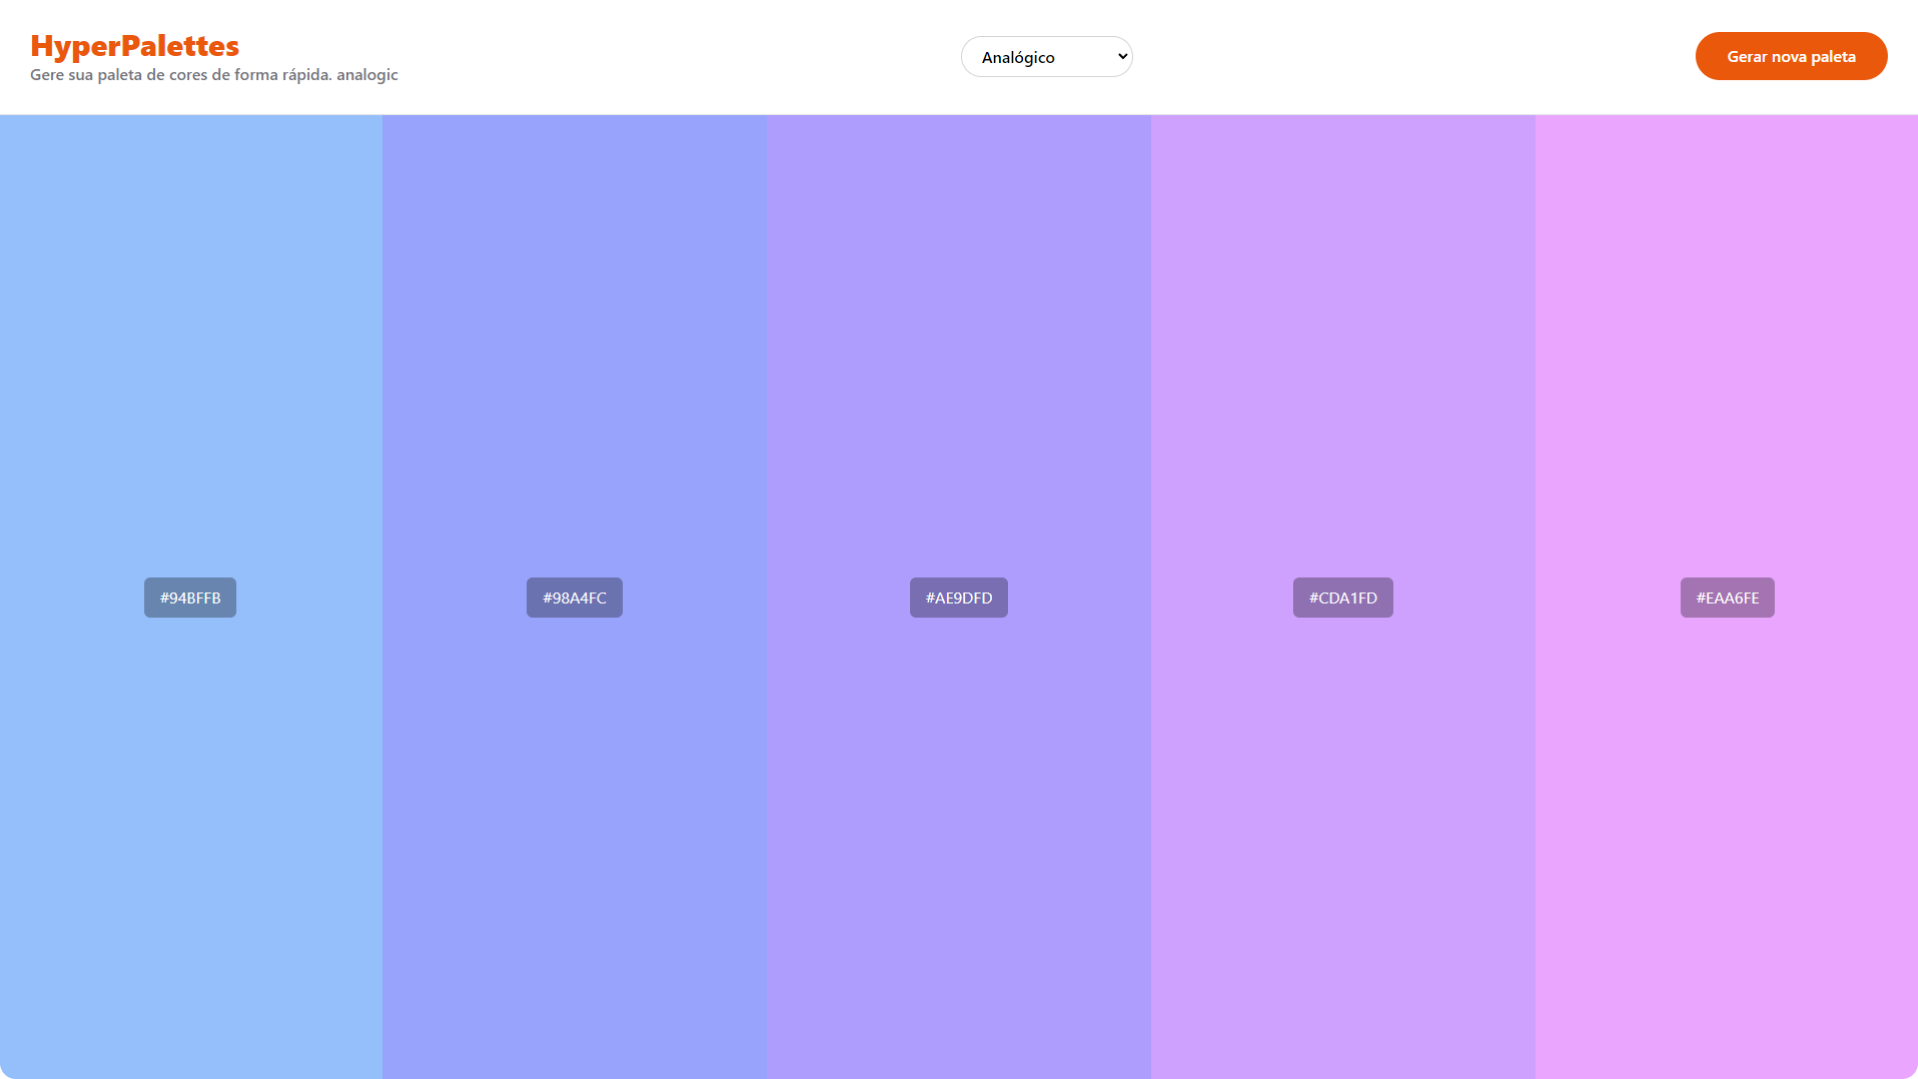 HyperPalettes
Gere sua paleta de cores de forma rápida. analogic
Analógico
Gerar nova paleta
#94BFFB
#98A4FC
#AE9DFD
#CDA1FD
#EAA6FE